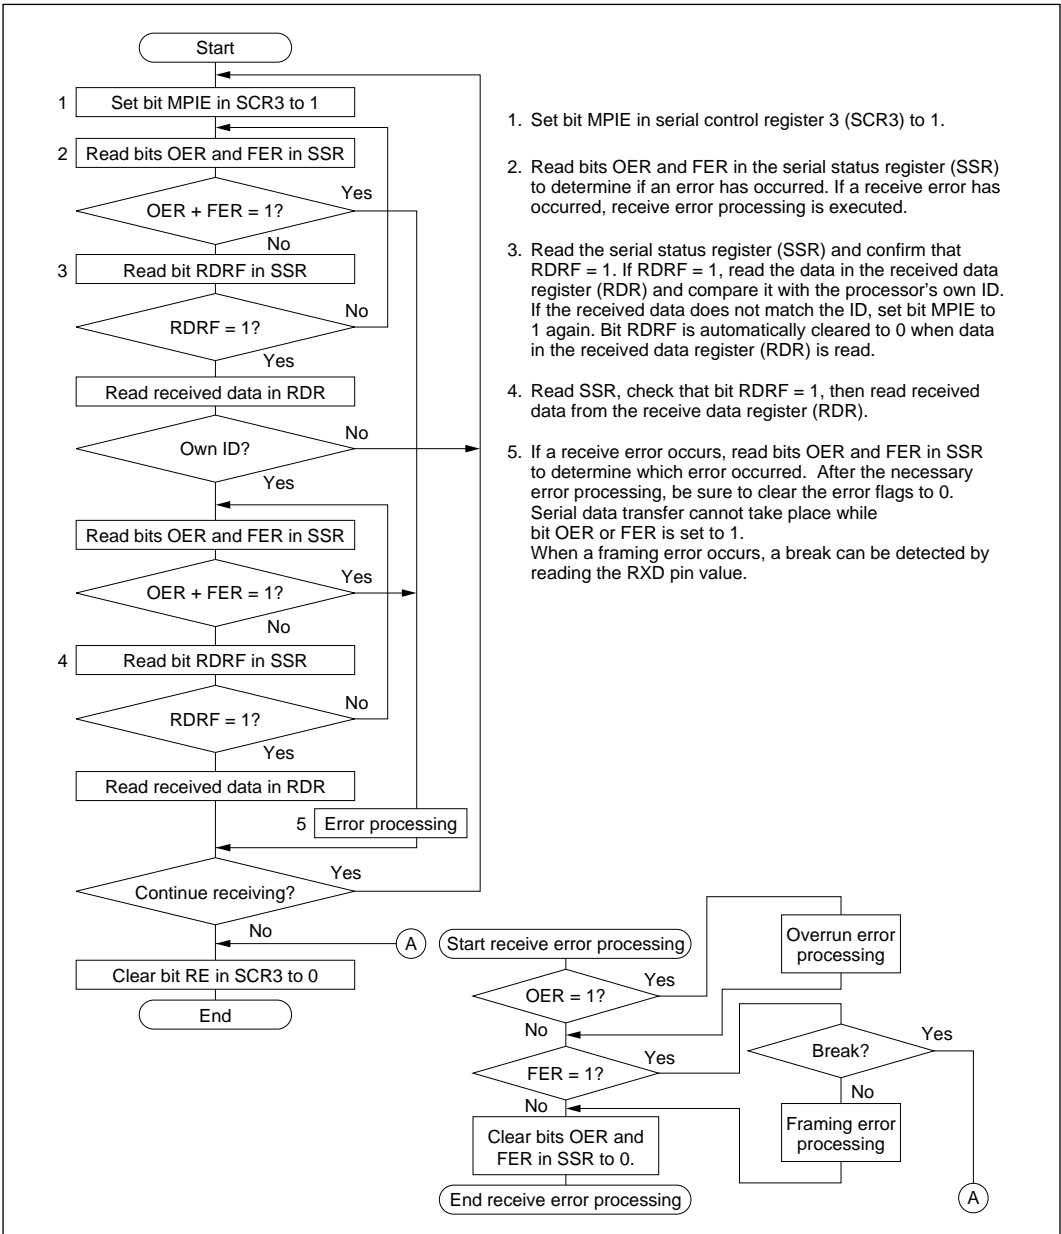 Start
1 Set bit MPIE in SCR3 to 1
2 Read bits OER and FER in SSR
Yes
OER + FER = 1?
No
3 Read bit RDRF in SSR
No
RDRF = 1?
Yes
Read received data in RDR
No
Own ID?
Yes
Read bits OER and FER in SSR
Yes
OER + FER = 1?
No
4 Read bit RDRF in SSR
No
RDRF = 1?
Yes
Read received data in RDR
5 Error processing
Yes
Continue receiving?
No
A
Clear bit RE in SCR3 to 0
End
1. Set bit MPIE in serial control register 3 (SCR3) to 1.
2. Read bits OER and FER in the serial status register (SSR)
to determine if an error has occurred. If a receive error has
occurred, receive error processing is executed.
3. Read the serial status register (SSR) and confirm that
RDRF = 1. If RDRF = 1, read the data in the received data
register (RDR) and compare it with the processor's own ID.
If the received data does not match the ID, set bit MPIE to
1 again. Bit RDRF is automatically cleared to 0 when data
in the received data register (RDR) is read.
4. Read SSR, check that bit RDRF = 1, then read received
data from the receive data register (RDR).
5. If a receive error occurs, read bits OER and FER in SSR
to determine which error occurred. After the necessary
error processing, be sure to clear the error flags to 0.
Serial data transfer cannot take place while
bit OER or FER is set to 1.
When a framing error occurs, a break can be detected by
reading the RXD pin value.
Start receive error processing
Yes
OER = 1?
No
Overrun error
processing
Yes
FER = 1?
No
Break?
Yes
No
Framing error
processing
Clear bits OER and
FER in SSR to 0.
End receive error processing
A